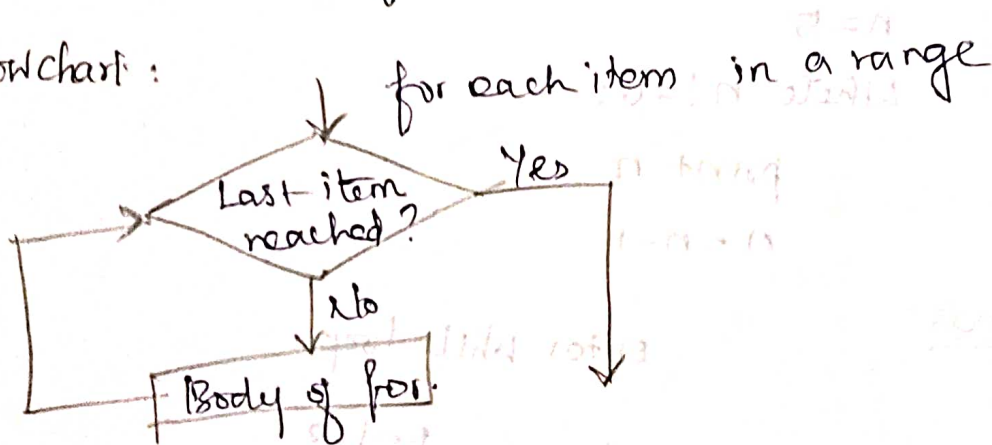 owchart :
for each item in a range
Last item
reached ?
Yes
No
Body of for.